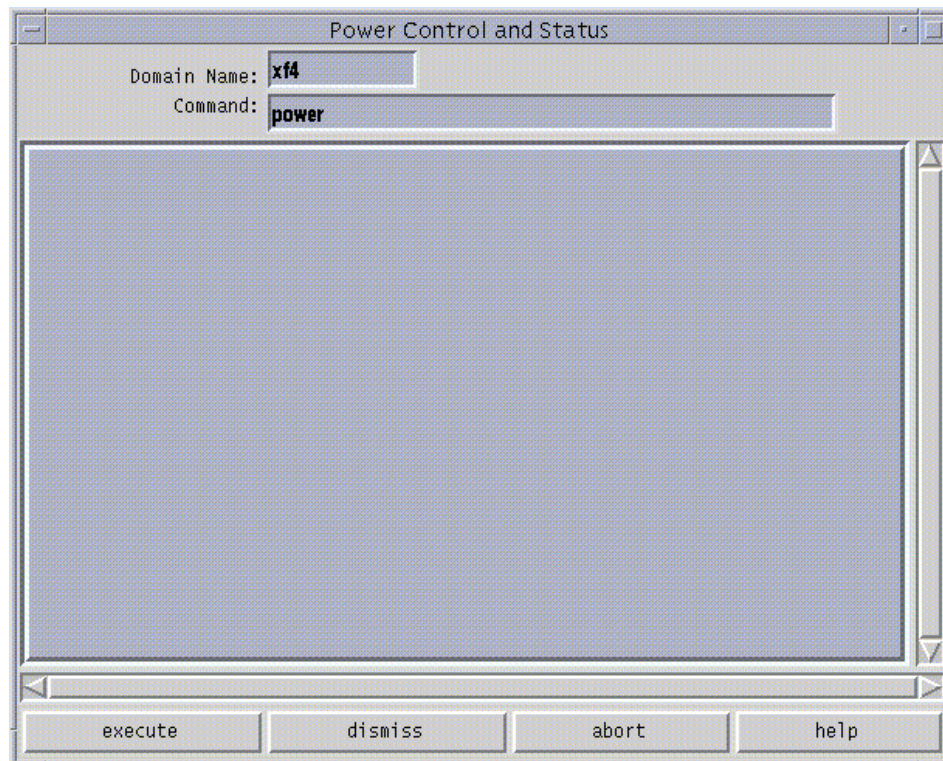 Power Control and Status
Domain Name: xf4
Command: power
execute dismiss abort help